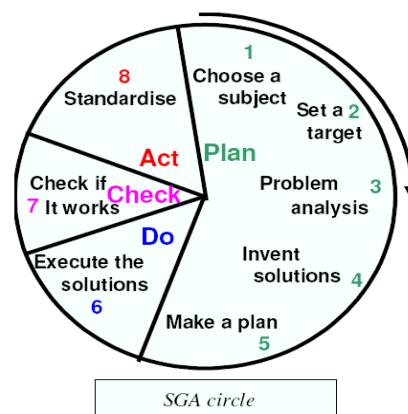 1
Choose a
subject
Set a 2
target
Plan
Problem 3
analysis
Invent
solutions 4
Make a plan
5
Do
Execute the
solutions
6
Check
Check if
7 It works
Act
8
Standardise
SGA circle